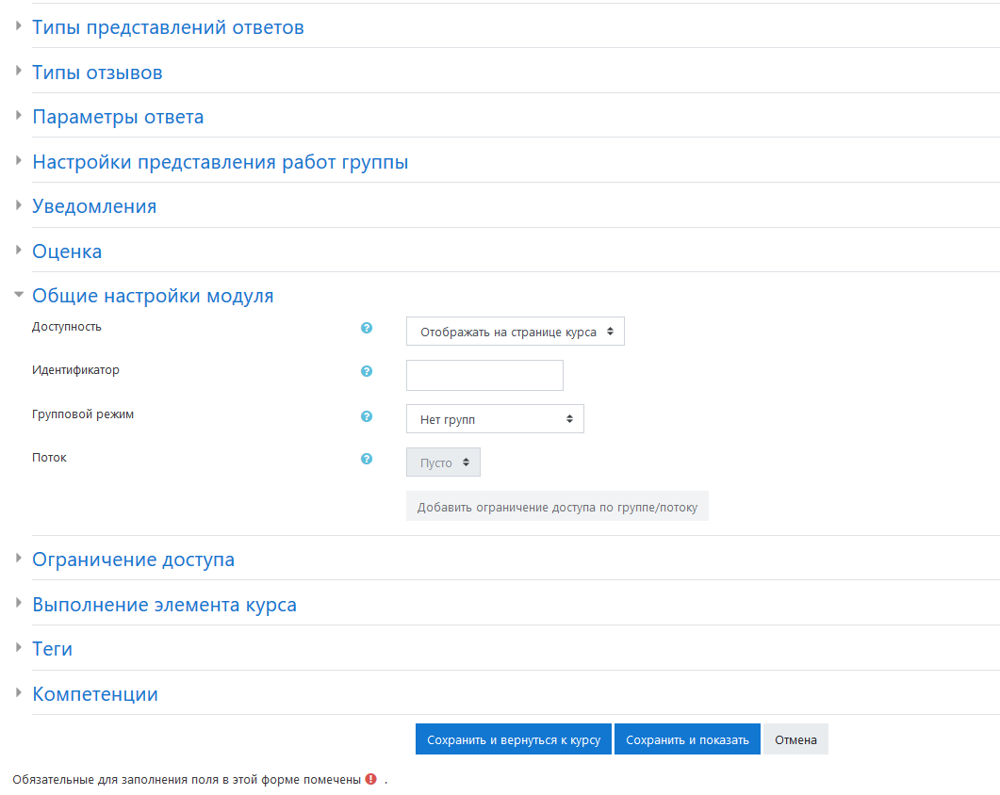 Типы представлений ответов
Типы отзывов
Параметры ответа
Настройки представления работ группы
Уведомления
Оценка
Общие настройки модуля
Доступность ? Отображать на странице курса
Идентификатор ?
Групповой режим ? Нет групп
Поток ? Пусто
Добавить ограничение доступа по группе/потоку
Ограничение доступа
Выполнение элемента курса
Теги
Компетенции
Сохранить и вернуться к курсу Сохранить и показать Отмена
Обязательные для заполнения поля в этой форме помечены ! .